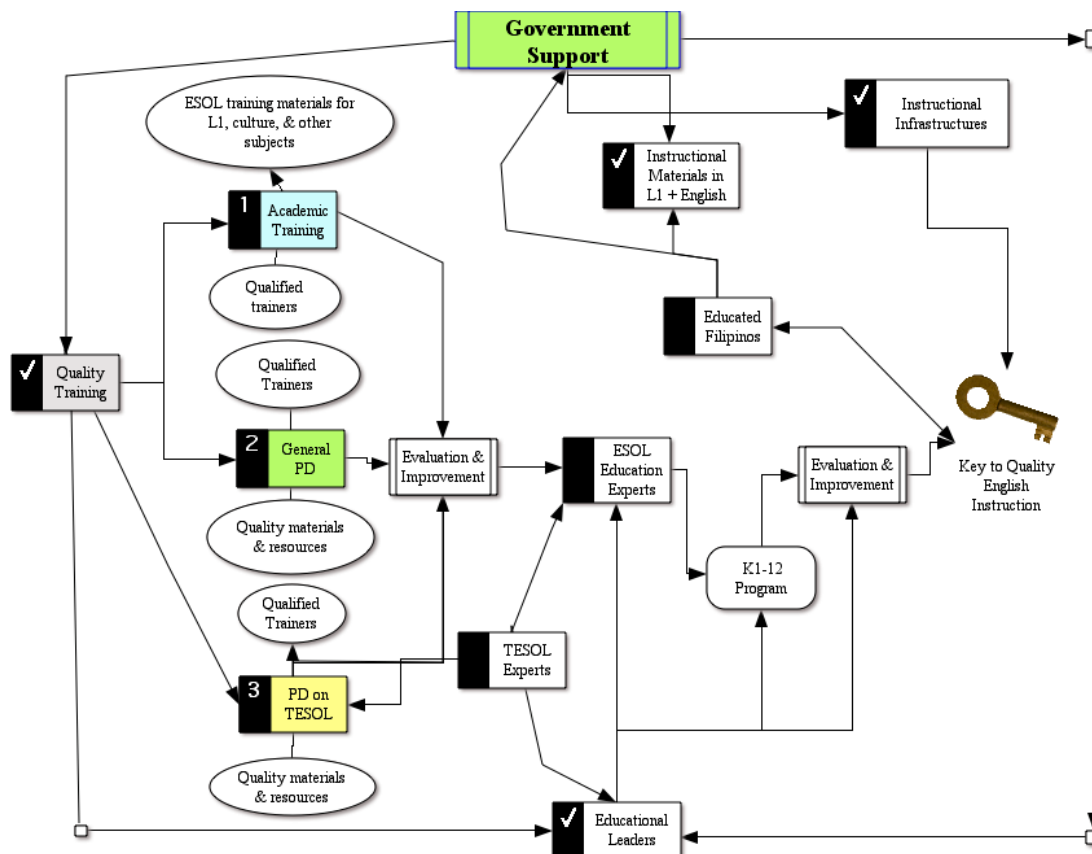 Government
Support
ESOL training materials for
L1, culture, & other
subjects
Instructional
Infrastructures
Instructional
Materials in
L1 + English
1
Academic
Training
Qualified
trainers
Educated
Filipinos
Quality
Training
Qualified
Trainers
2
General
PD
Evaluation &
Improvement
ESOL
Education
Experts
Evaluation &
Improvement
Key to Quality
English
Instruction
Quality materials
& resources
K1-12
Program
Qualified
Trainers
TESOL
Experts
3
PD on
TESOL
Quality materials
& resources
Educational
Leaders